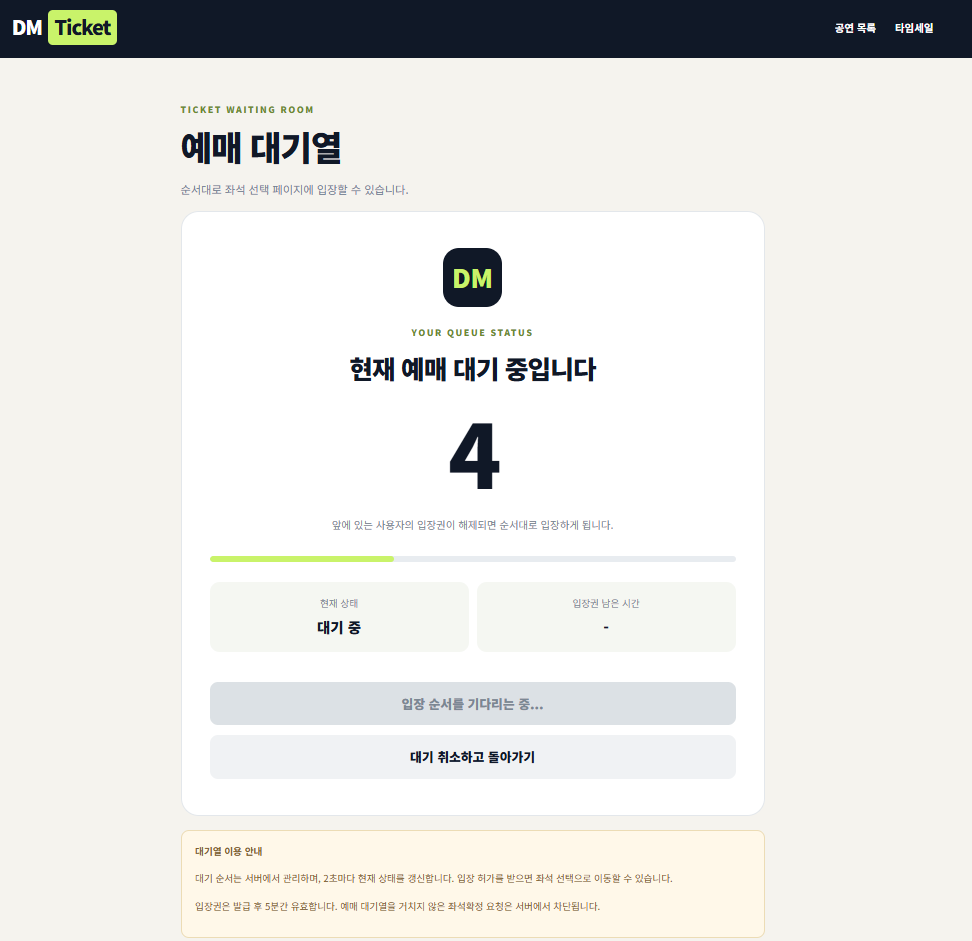 DM Ticket
공연 목록 타임세일
TICKET WAITING ROOM
예매 대기열
순서대로 좌석 선택 페이지에 입장할 수 있습니다.
DM
YOUR QUEUE STATUS
현재 예매 대기 중입니다
4
앞에 있는 사용자의 입장권이 해제되면 순서대로 입장하게 됩니다.
현재 상태
대기 중
입장권 남은 시간
-
입장 순서를 기다리는 중...
대기 취소하고 돌아가기
대기열 이용 안내
대기 순서는 서버에서 관리하며, 2초마다 현재 상태를 갱신합니다. 입장 허가를 받으면 좌석 선택으로 이동할 수 있습니다.
입장권은 발급 후 5분간 유효합니다. 예매 대기열을 거치지 않은 좌석확정 요청은 서버에서 차단됩니다.